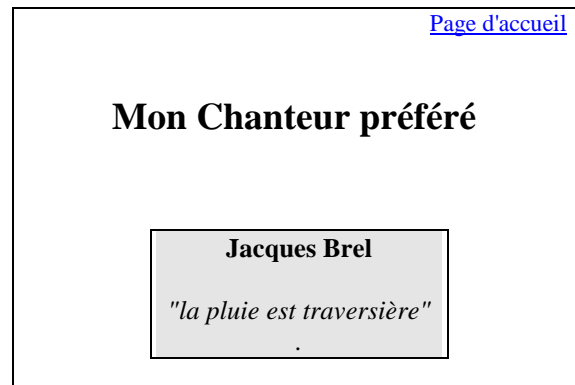 Page d'accueil
Mon Chanteur préféré
Jacques Brel
"la pluie est traversière"
.